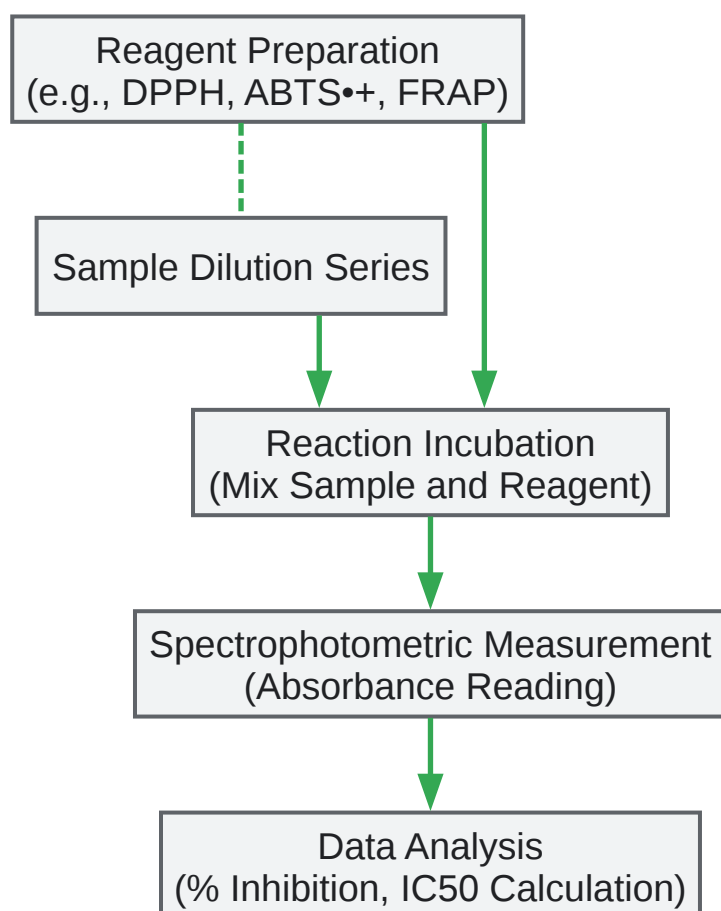 Reagent Preparation
(e.g., DPPH, ABTS•+, FRAP)
Sample Dilution Series
Reaction Incubation
(Mix Sample and Reagent)
Spectrophotometric Measurement
(Absorbance Reading)
Data Analysis
(% Inhibition, IC50 Calculation)